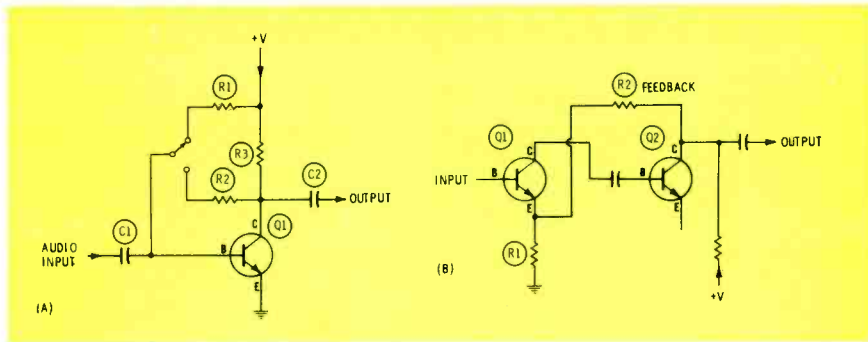 +V
R1
R3
R2
C2
OUTPUT
C
Q1
C1
AUDIO
INPUT
B
E
(A)
R2 FEEDBACK
Q1
C
Q2
C
OUTPUT
INPUT
B
B
E
E
R1
(B)
+V